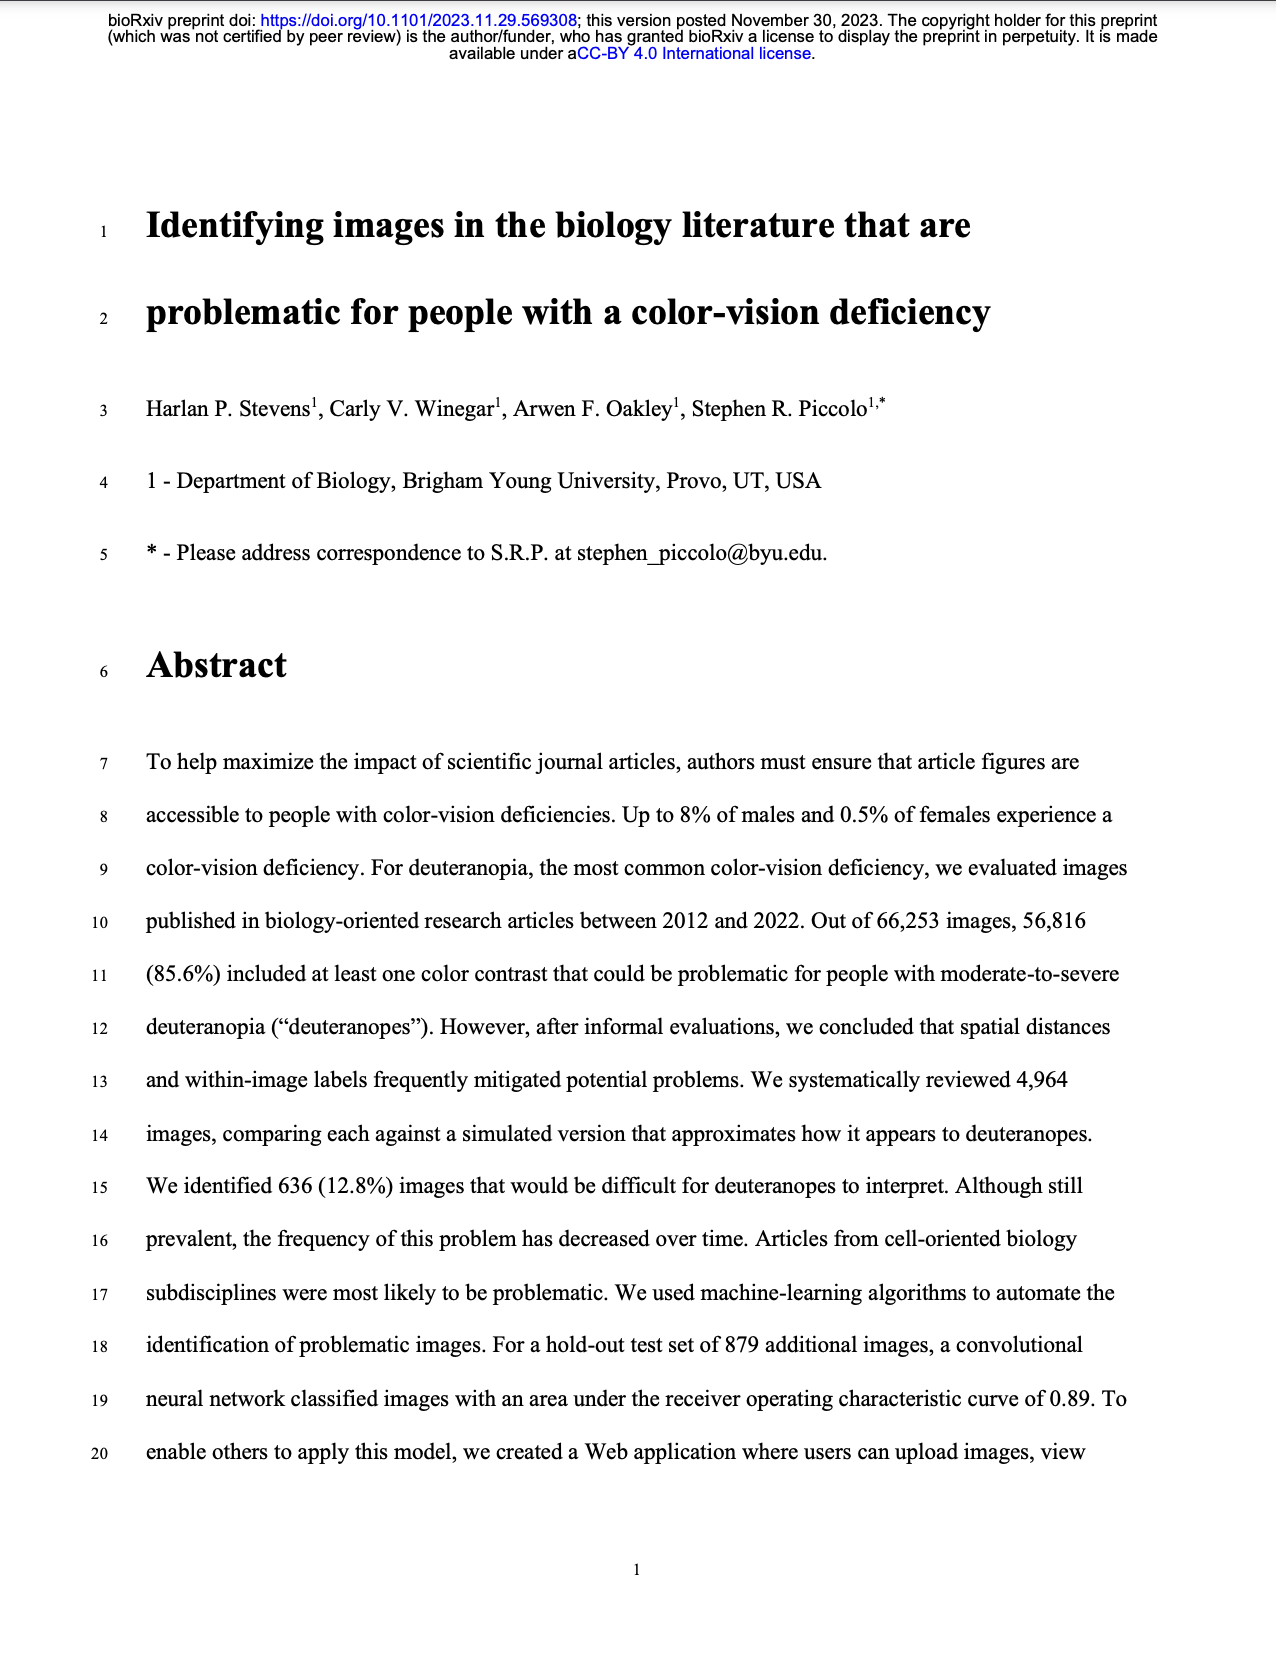 bioRxiv preprint doi: https://doi.org/10.1101/2023.11.29.569308; this version posted November 30, 2023. The copyright holder for this preprint
(which was not certified by peer review) is the author/funder, who has granted bioRxiv a license to display the preprint in perpetuity. It is made
available under aCC-BY 4.0 International license.
1 Identifying images in the biology literature that are
2 problematic for people with a color-vision deficiency
3 Harlan P. Stevens1, Carly V. Winegar1, Arwen F. Oakley1, Stephen R. Piccolo1,*
4 1 - Department of Biology, Brigham Young University, Provo, UT, USA
5 * - Please address correspondence to S.R.P. at stephen_piccolo@byu.edu.
6 Abstract
7 To help maximize the impact of scientific journal articles, authors must ensure that article figures are
8 accessible to people with color-vision deficiencies. Up to 8% of males and 0.5% of females experience a
9 color-vision deficiency. For deuteranopia, the most common color-vision deficiency, we evaluated images
10 published in biology-oriented research articles between 2012 and 2022. Out of 66,253 images, 56,816
11 (85.6%) included at least one color contrast that could be problematic for people with moderate-to-severe
12 deuteranopia (“deuteranopes”). However, after informal evaluations, we concluded that spatial distances
13 and within-image labels frequently mitigated potential problems. We systematically reviewed 4,964
14 images, comparing each against a simulated version that approximates how it appears to deuteranopes.
15 We identified 636 (12.8%) images that would be difficult for deuteranopes to interpret. Although still
16 prevalent, the frequency of this problem has decreased over time. Articles from cell-oriented biology
17 subdisciplines were most likely to be problematic. We used machine-learning algorithms to automate the
18 identification of problematic images. For a hold-out test set of 879 additional images, a convolutional
19 neural network classified images with an area under the receiver operating characteristic curve of 0.89. To
20 enable others to apply this model, we created a Web application where users can upload images, view
1